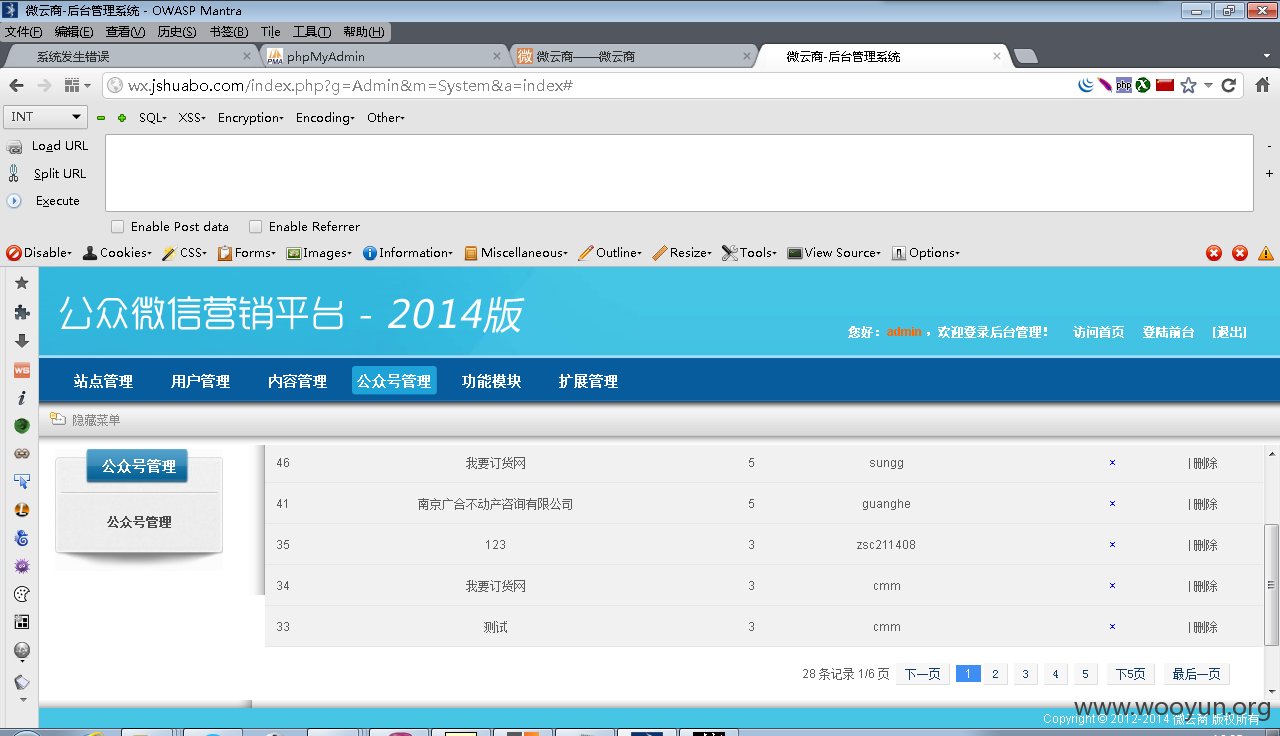 微云商-后台管理系统 - OWASP Mantra
文件(F) 编辑(E) 查看(V) 历史(S) 书签(B) Tile 工具(T) 帮助(H)
系统发生错误 phpMyAdmin 微云商——微云商 微云商-后台管理系统
wx.jshuabo.com/index.php?g=Admin&m=System&a=index#
INT SQL XSS Encryption Encoding Other
Load URL
Split URL
Execute
Enable Post data Enable Referrer
Disable Cookies CSS Forms Images Information Miscellaneous Outline Resize Tools View Source Options
公众微信营销平台 - 2014版
您好：admin ，欢迎登录后台管理！ 访问首页 登陆前台 [退出]
站点管理 用户管理 内容管理 公众号管理 功能模块 扩展管理
隐藏菜单
公众号管理
公众号管理
46 我要订货网 5 sungg × | 删除
41 南京广合不动产咨询有限公司 5 guanghe × | 删除
35 123 3 zsc211408 × | 删除
34 我要订货网 3 cmm × | 删除
33 测试 3 cmm × | 删除
28 条记录 1/6 页 下一页 1 2 3 4 5 下5页 最后一页
www.wooyun.org
Copyright © 2012-2014 微云商 版权所有